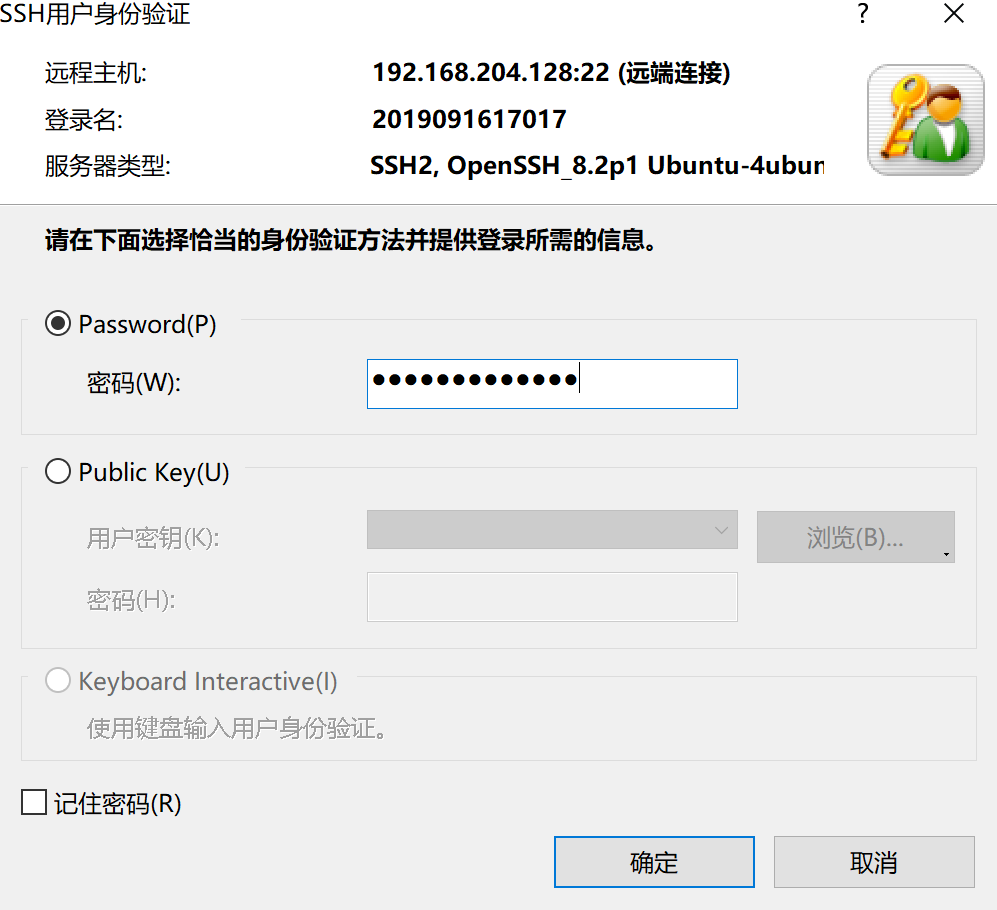 SSH用户身份验证
远程主机: 192.168.204.128:22 (远端连接)
登录名: 2019091617017
服务器类型: SSH2, OpenSSH_8.2p1 Ubuntu-4ubun
请在下面选择恰当的身份验证方法并提供登录所需的信息。
Password(P)
密码(W): ●●●●●●●●●●●●●
Public Key(U)
用户密钥(K): 浏览(B)...
密码(H):
Keyboard Interactive(I)
使用键盘输入用户身份验证。
记住密码(R)
确定 取消